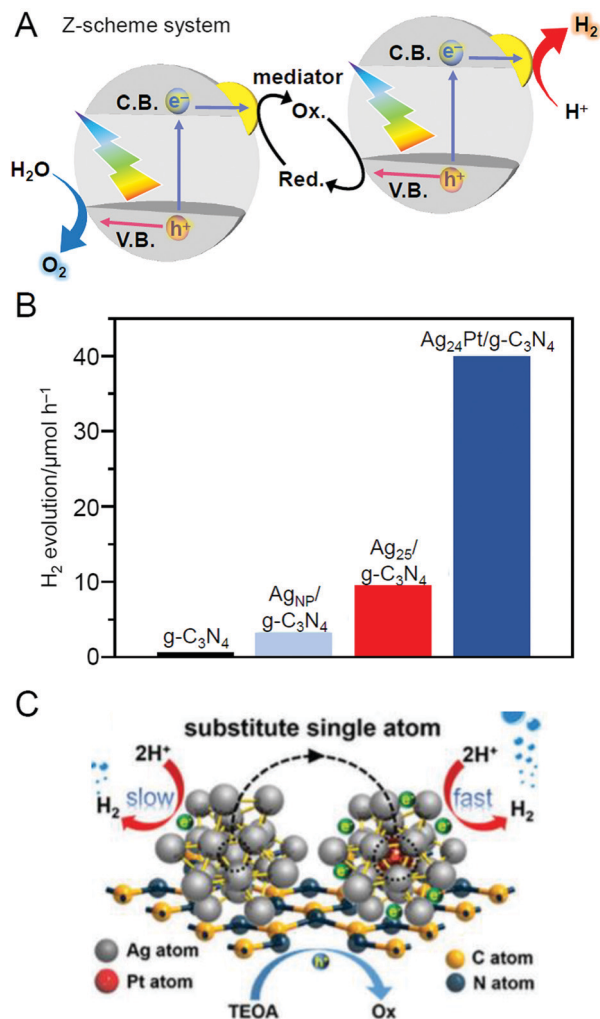 A
Z-scheme system
H₂
C.B.
e⁻
mediator
H⁺
C.B.
e⁻
Ox.
H₂O
Red.
V.B.
h⁺
V.B.
h⁺
O₂
B
H₂ evolution/μmol h⁻¹
40
30
20
10
0
g-C₃N₄
Ag_NP/
g-C₃N₄
Ag₂₅/
g-C₃N₄
Ag₂₄Pt/g-C₃N₄
C
substitute single atom
2H⁺
2H⁺
slow
fast
H₂
H₂
e⁻
e⁻
e⁻
e⁻
e⁻
e⁻
e⁻
Ag atom
C atom
Pt atom
N atom
h⁺
TEOA
Ox